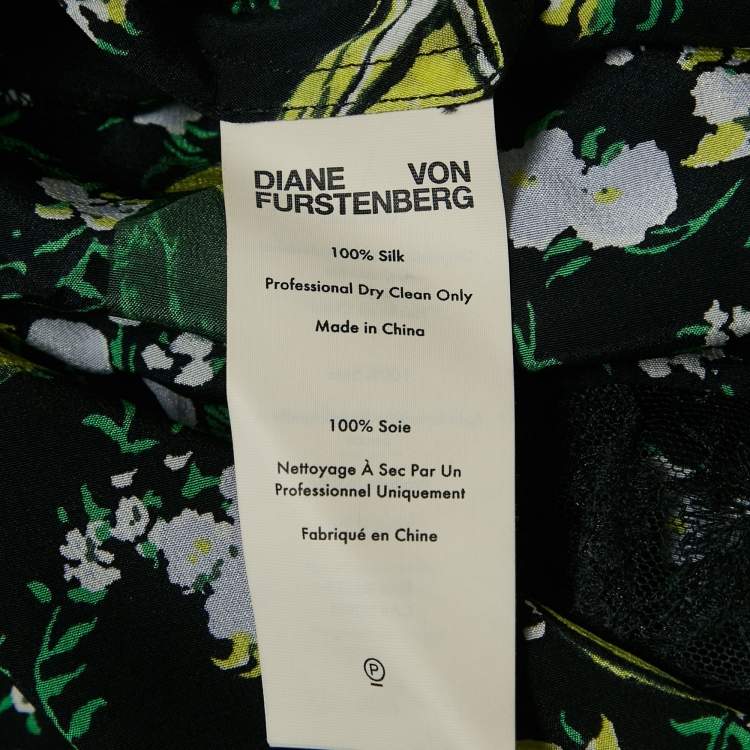 DIANE VON
FURSTENBERG
100% Silk
Professional Dry Clean Only
Made in China
100% Soie
Nettoyage À Sec Par Un
Professionnel Uniquement
Fabriqué en Chine
P